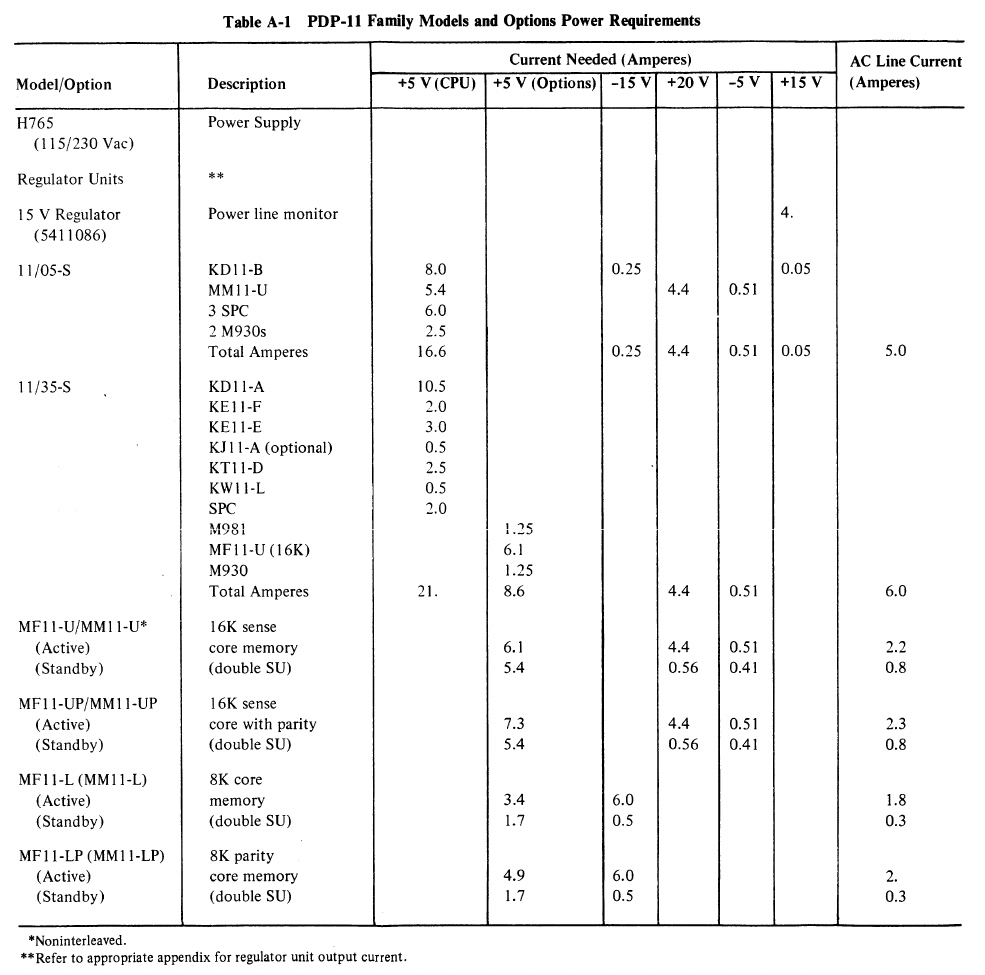 Table A-1 PDP-11 Family Models and Options Power Requirements
Current Needed (Amperes) AC Line Current
Model/Option Description +5 V (CPU) +5 V (Options) -15 V +20 V -5 V +15 V (Amperes)
H765 Power Supply
(115/230 Vac)
Regulator Units **
15 V Regulator Power line monitor 4.
(5411086)
11/05-S KD11-B 8.0 0.25 0.05
MM11-U 5.4 4.4 0.51
3 SPC 6.0
2 M930s 2.5
Total Amperes 16.6 0.25 4.4 0.51 0.05 5.0
11/35-S KD11-A 10.5
KE11-F 2.0
KE11-E 3.0
KJ11-A (optional) 0.5
KT11-D 2.5
KW11-L 0.5
SPC 2.0
M981 1.25
MF11-U (16K) 6.1
M930 1.25
Total Amperes 21. 8.6 4.4 0.51 6.0
MF11-U/MM11-U* 16K sense
(Active) core memory 6.1 4.4 0.51 2.2
(Standby) (double SU) 5.4 0.56 0.41 0.8
MF11-UP/MM11-UP 16K sense
(Active) core with parity 7.3 4.4 0.51 2.3
(Standby) (double SU) 5.4 0.56 0.41 0.8
MF11-L (MM11-L) 8K core
(Active) memory 3.4 6.0 1.8
(Standby) (double SU) 1.7 0.5 0.3
MF11-LP (MM11-LP) 8K parity
(Active) core memory 4.9 6.0 2.
(Standby) (double SU) 1.7 0.5 0.3
*Noninterleaved.
**Refer to appropriate appendix for regulator unit output current.